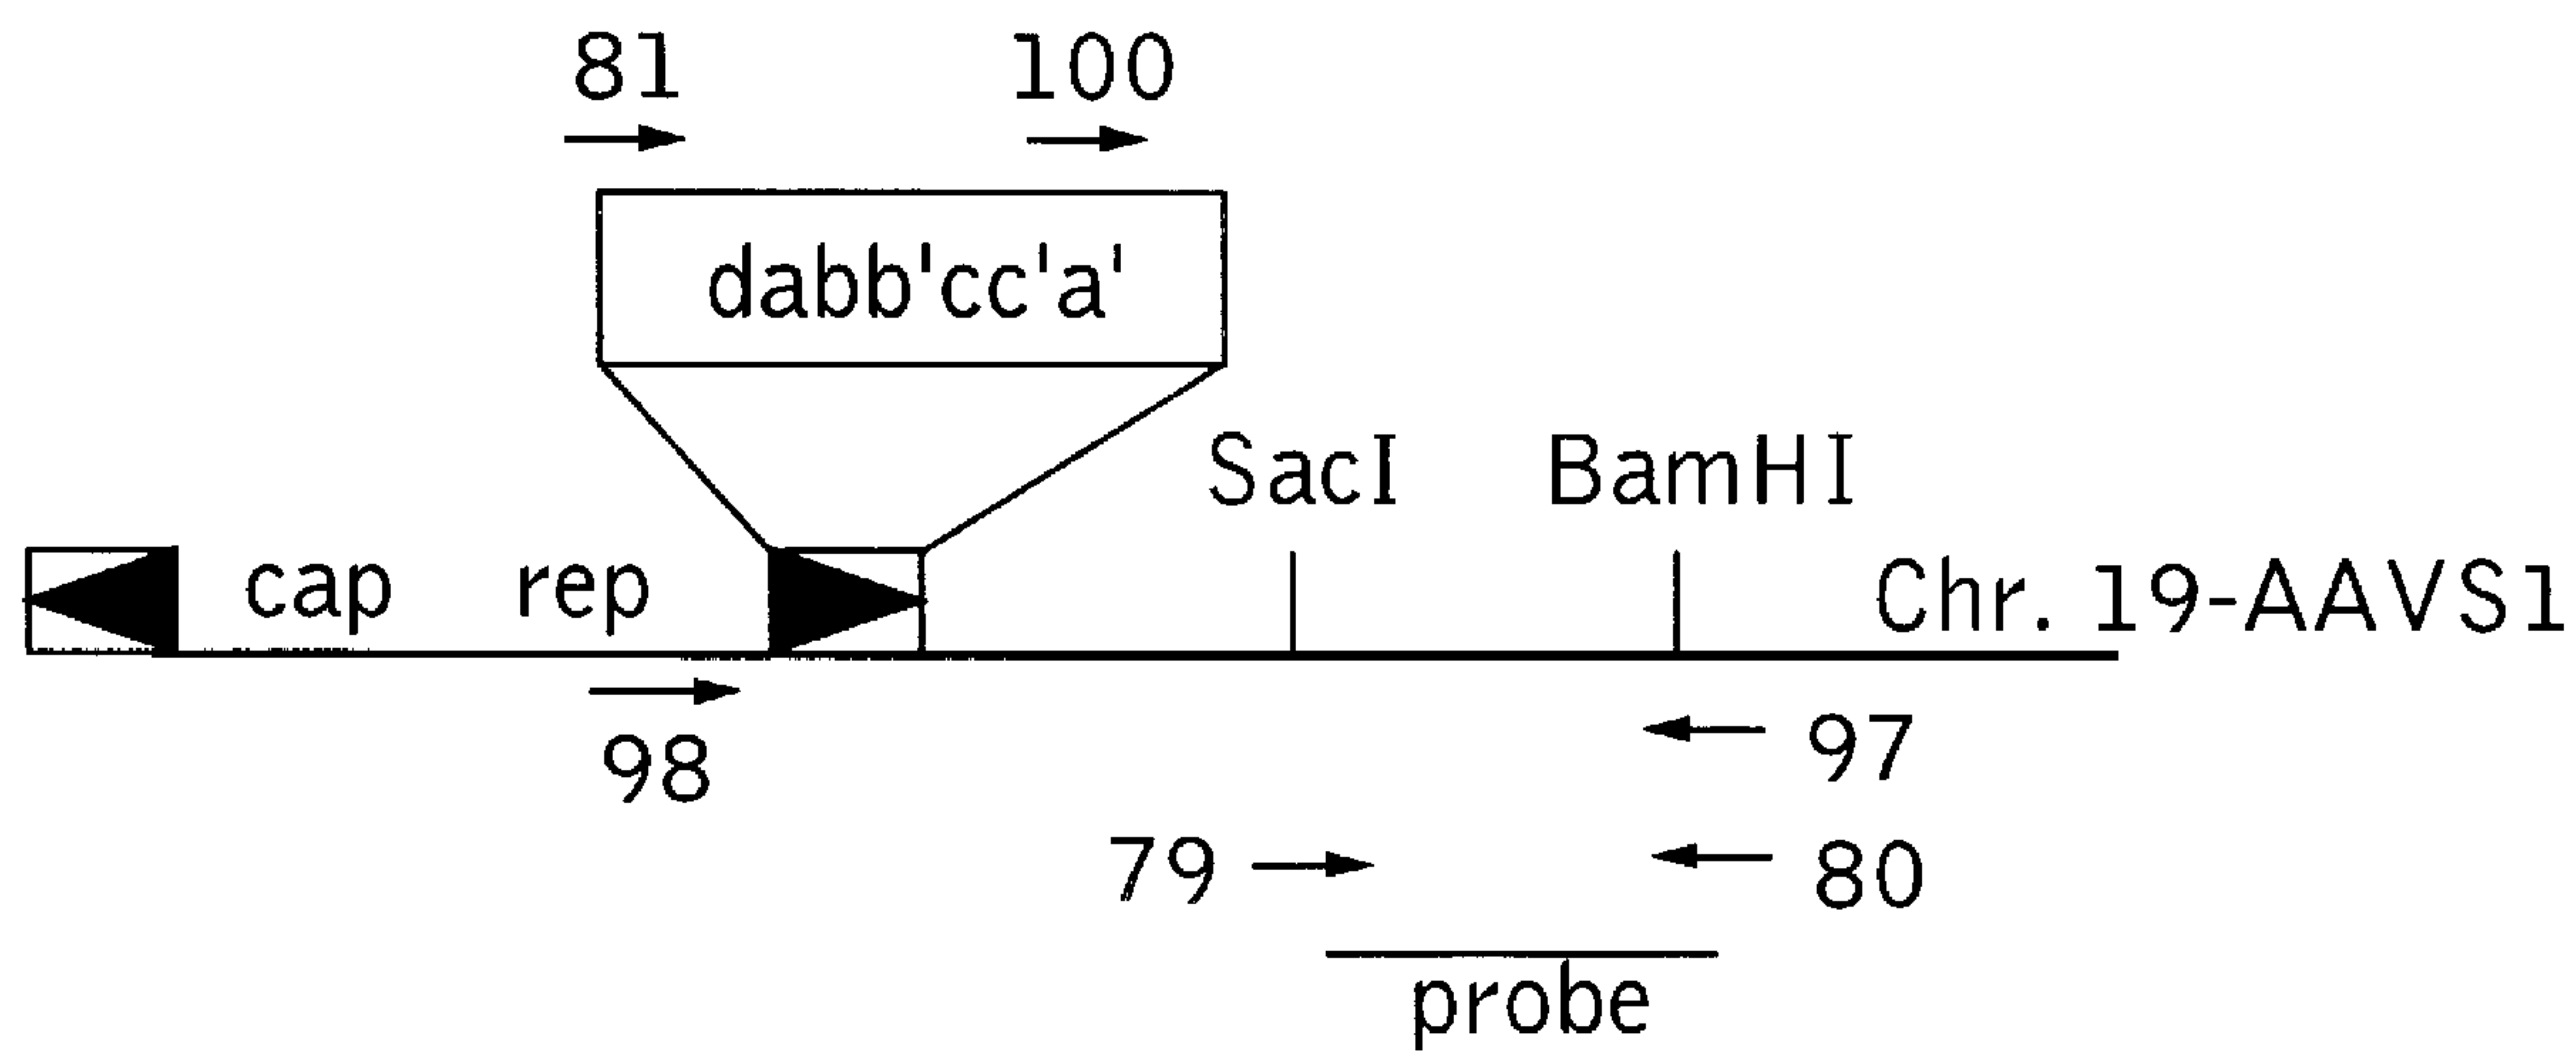 81 100
dabb'cc'a'
SacI BamHI
cap rep Chr. 19-AAVS1
98 97
79 80
probe